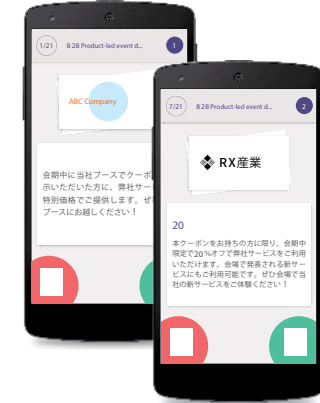 1/21
B 2B Product-led event d...
1
ABC Company
会期中に当社ブースでクーポ
示いただいた方に、弊社サー
特別価格でご提供します。ぜ
ブースにお越しください！
7/21
B 2B Product-led event d...
2
RX産業
20
本クーポンをお持ちの方に限り、会期中
限定で20%オフで弊社サービスをご利用
いただけます。会場で発表される新サー
ビスにもご利用可能です。ぜひ会場で当
社の新サービスをご体験ください！